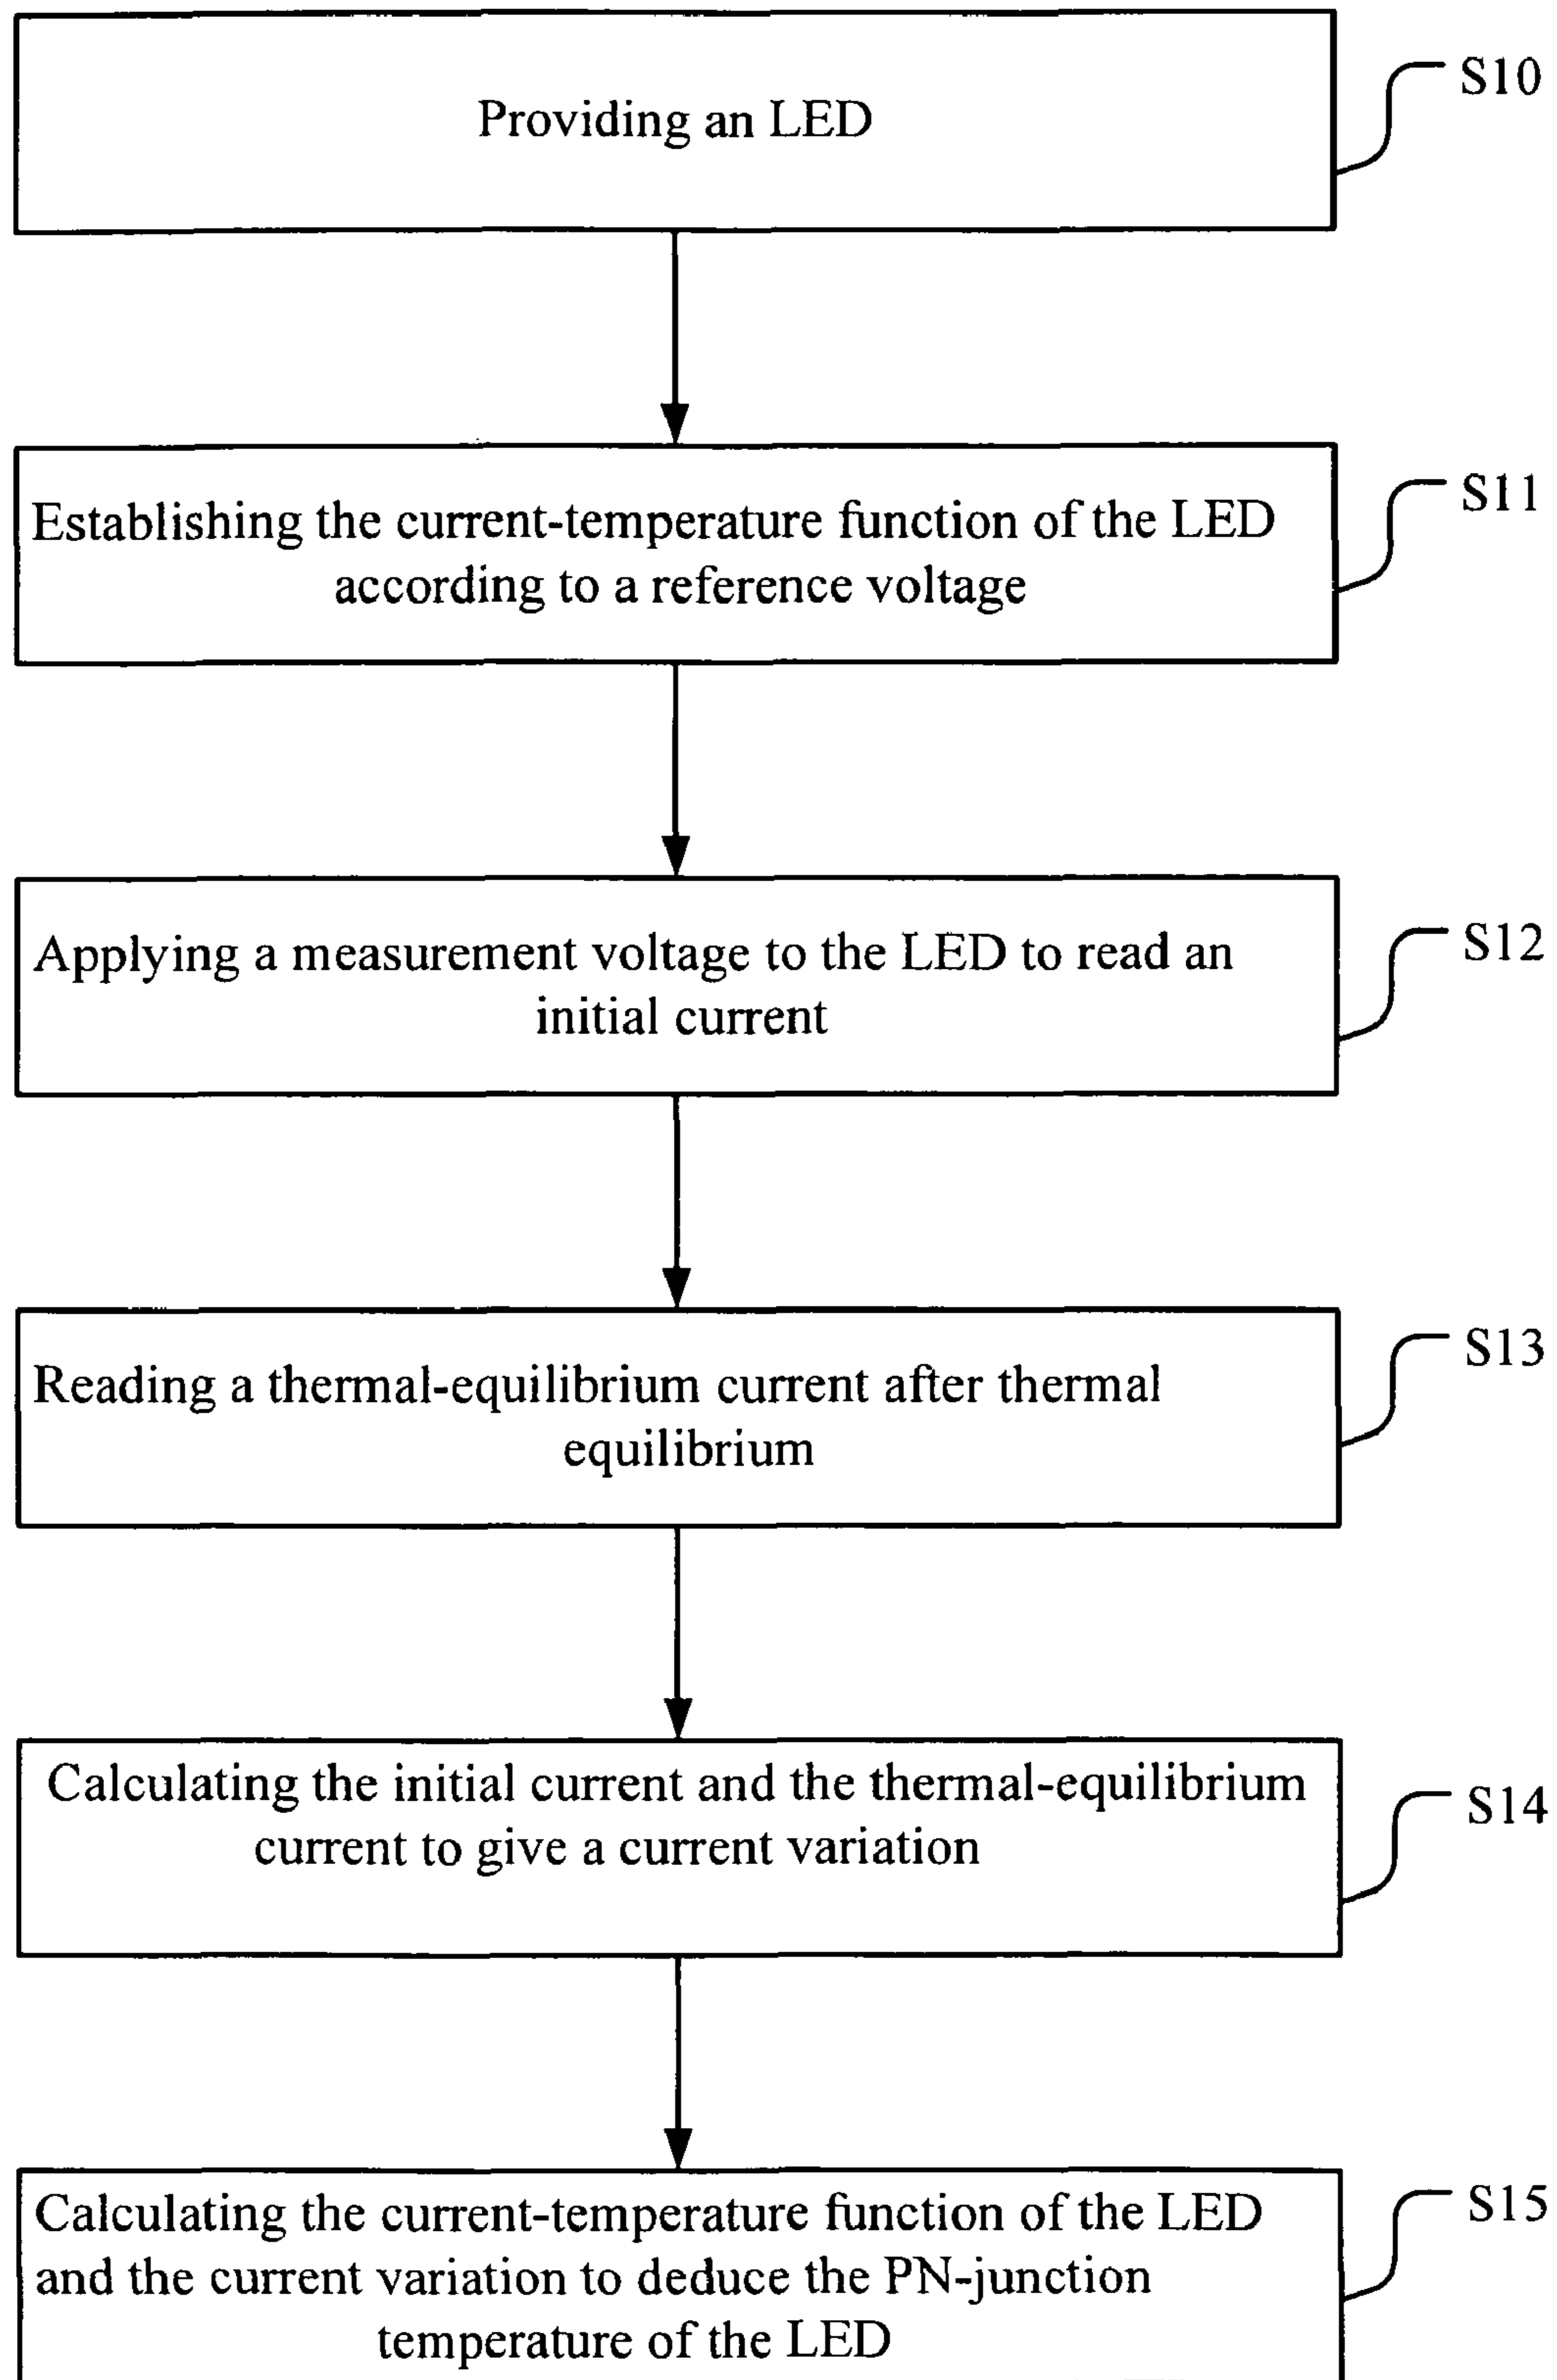 Providing an LED
S10
Establishing the current-temperature function of the LED
according to a reference voltage
S11
Applying a measurement voltage to the LED to read an
initial current
S12
Reading a thermal-equilibrium current after thermal
equilibrium
S13
Calculating the initial current and the thermal-equilibrium
current to give a current variation
S14
Calculating the current-temperature function of the LED
and the current variation to deduce the PN-junction
temperature of the LED
S15